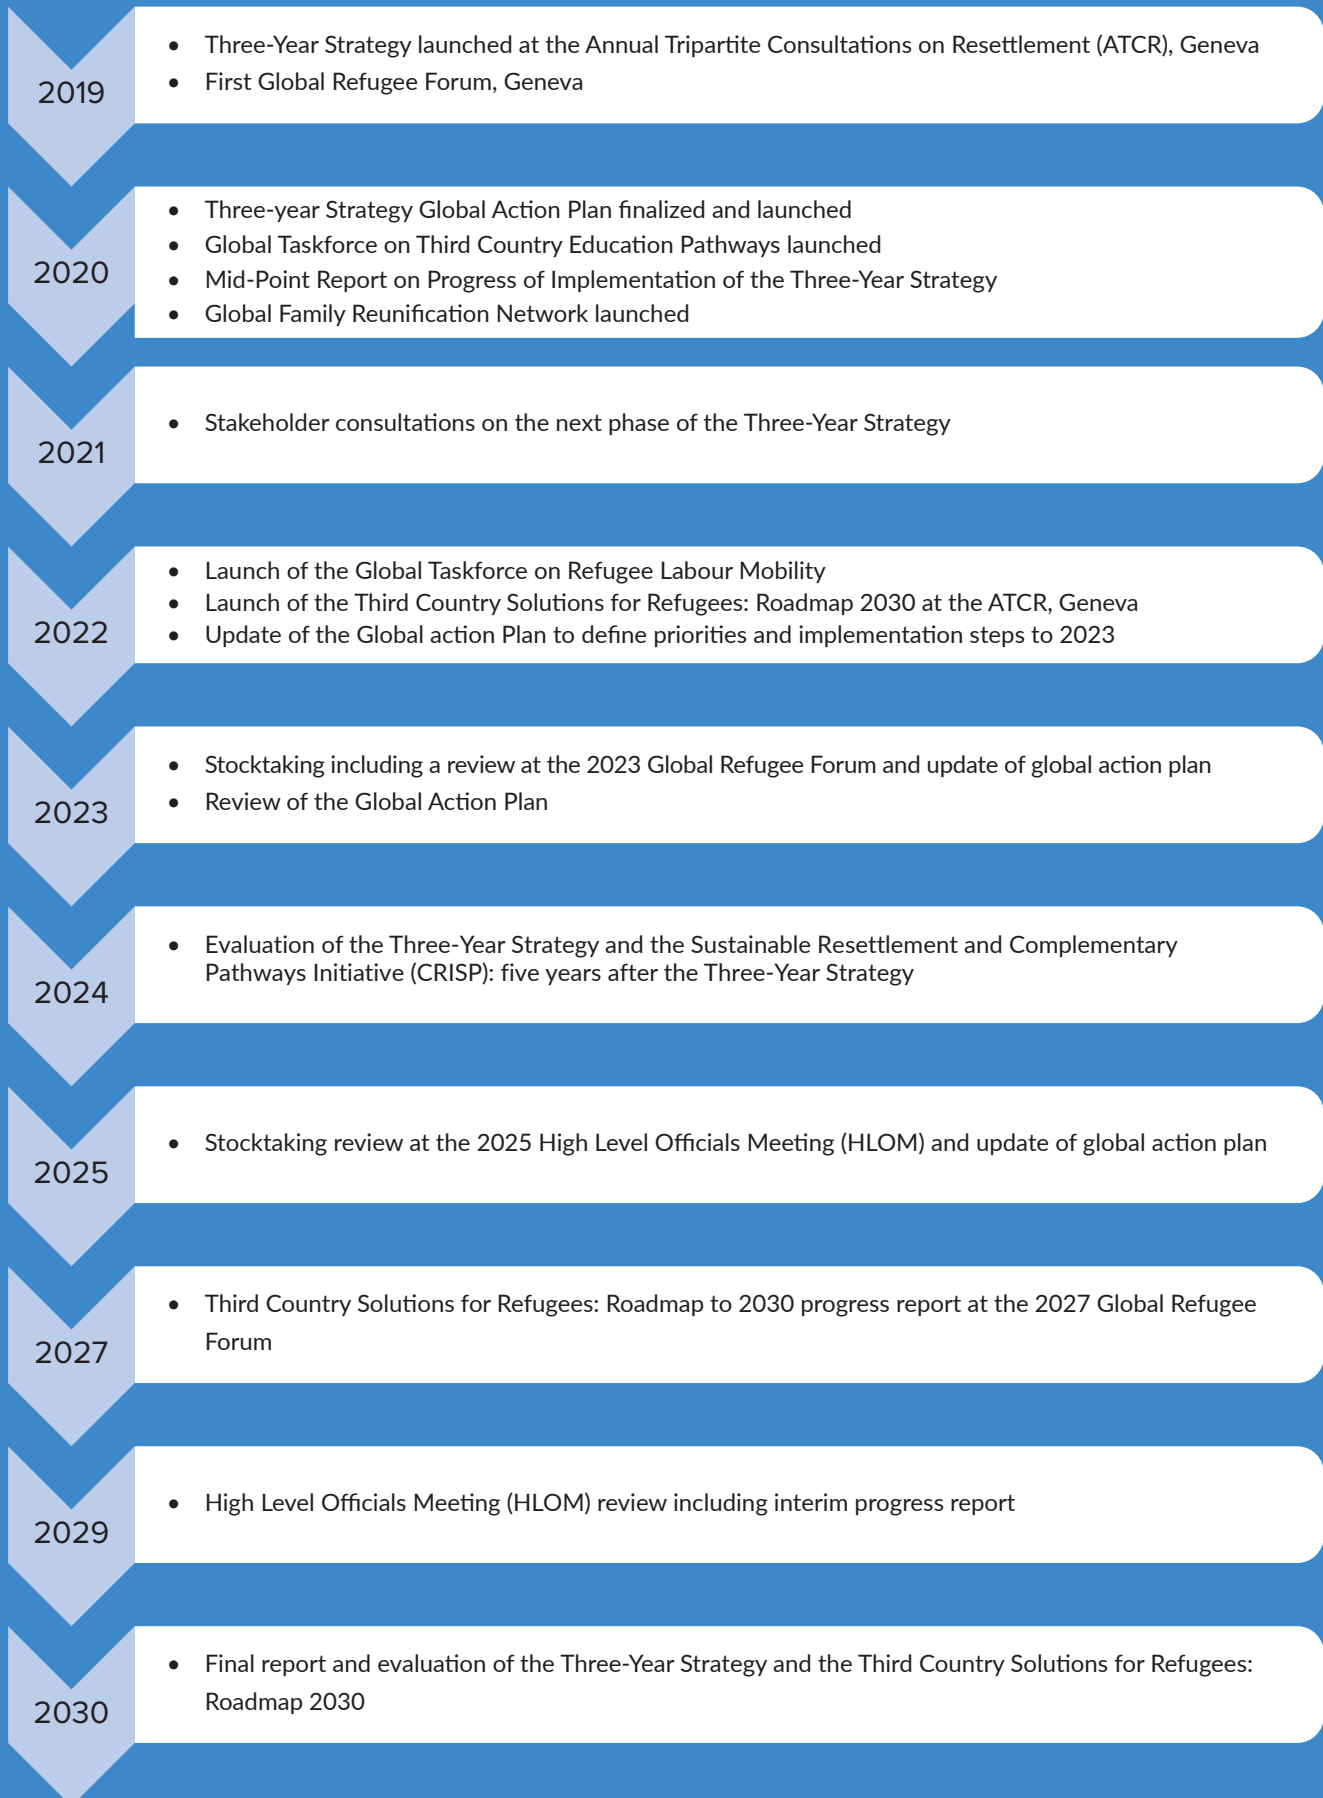 2019
• Three-Year Strategy launched at the Annual Tripartite Consultations on Resettlement (ATCR), Geneva
• First Global Refugee Forum, Geneva
2020
• Three-year Strategy Global Action Plan finalized and launched
• Global Taskforce on Third Country Education Pathways launched
• Mid-Point Report on Progress of Implementation of the Three-Year Strategy
• Global Family Reunification Network launched
2021
• Stakeholder consultations on the next phase of the Three-Year Strategy
2022
• Launch of the Global Taskforce on Refugee Labour Mobility
• Launch of the Third Country Solutions for Refugees: Roadmap 2030 at the ATCR, Geneva
• Update of the Global action Plan to define priorities and implementation steps to 2023
2023
• Stocktaking including a review at the 2023 Global Refugee Forum and update of global action plan
• Review of the Global Action Plan
2024
• Evaluation of the Three-Year Strategy and the Sustainable Resettlement and Complementary
Pathways Initiative (CRISP): five years after the Three-Year Strategy
2025
• Stocktaking review at the 2025 High Level Officials Meeting (HLOM) and update of global action plan
2027
• Third Country Solutions for Refugees: Roadmap to 2030 progress report at the 2027 Global Refugee
Forum
2029
• High Level Officials Meeting (HLOM) review including interim progress report
2030
• Final report and evaluation of the Three-Year Strategy and the Third Country Solutions for Refugees:
Roadmap 2030